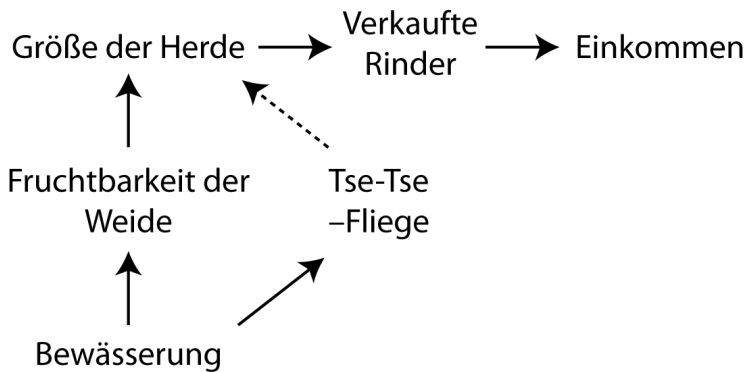 Größe der Herde
Verkaufte
Rinder
Einkommen
Fruchtbarkeit der
Weide
Tse-Tse
–Fliege
Bewässerung